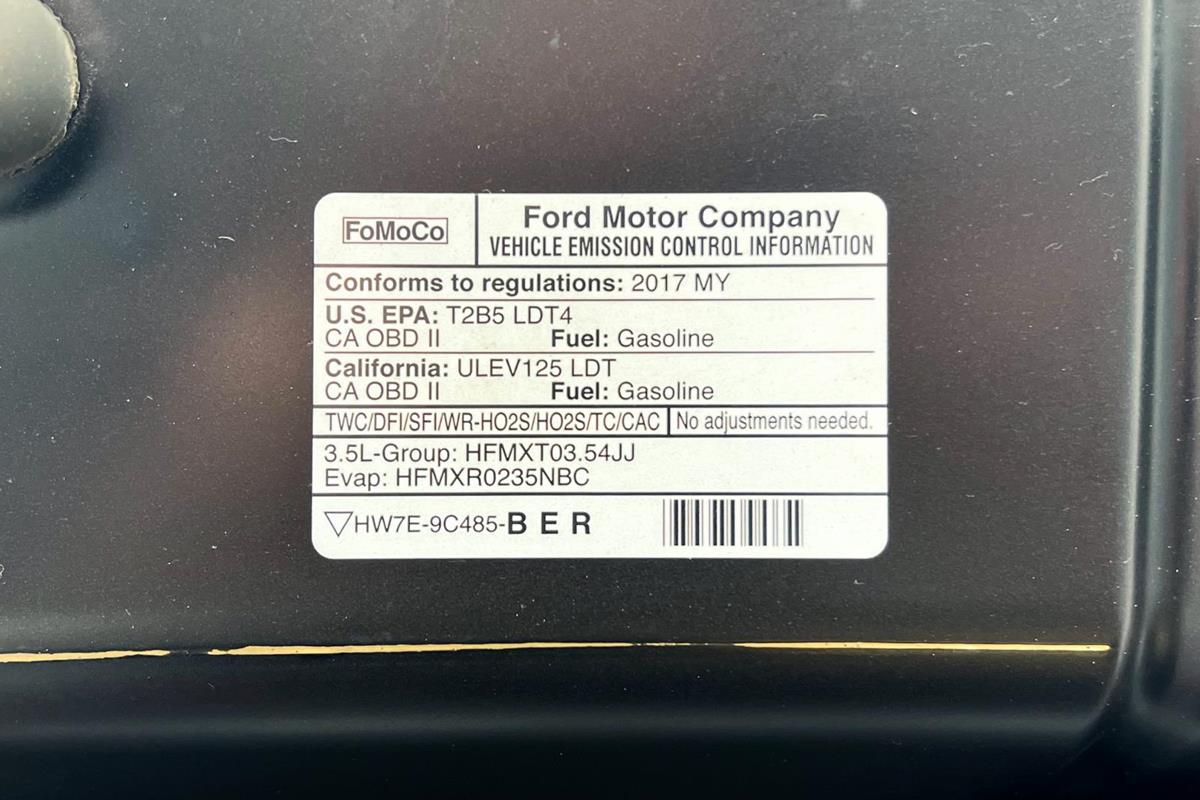 FoMoCo
Ford Motor Company
VEHICLE EMISSION CONTROL INFORMATION
Conforms to regulations: 2017 MY
U.S. EPA: T2B5 LDT4
CA OBD II Fuel: Gasoline
California: ULEV125 LDT
CA OBD II Fuel: Gasoline
TWC/DFI/SFI/WR-HO2S/HO2S/TC/CAC No adjustments needed.
3.5L-Group: HFMXT03.54JJ
Evap: HFMXR0235NBC
▽HW7E-9C485-B E R